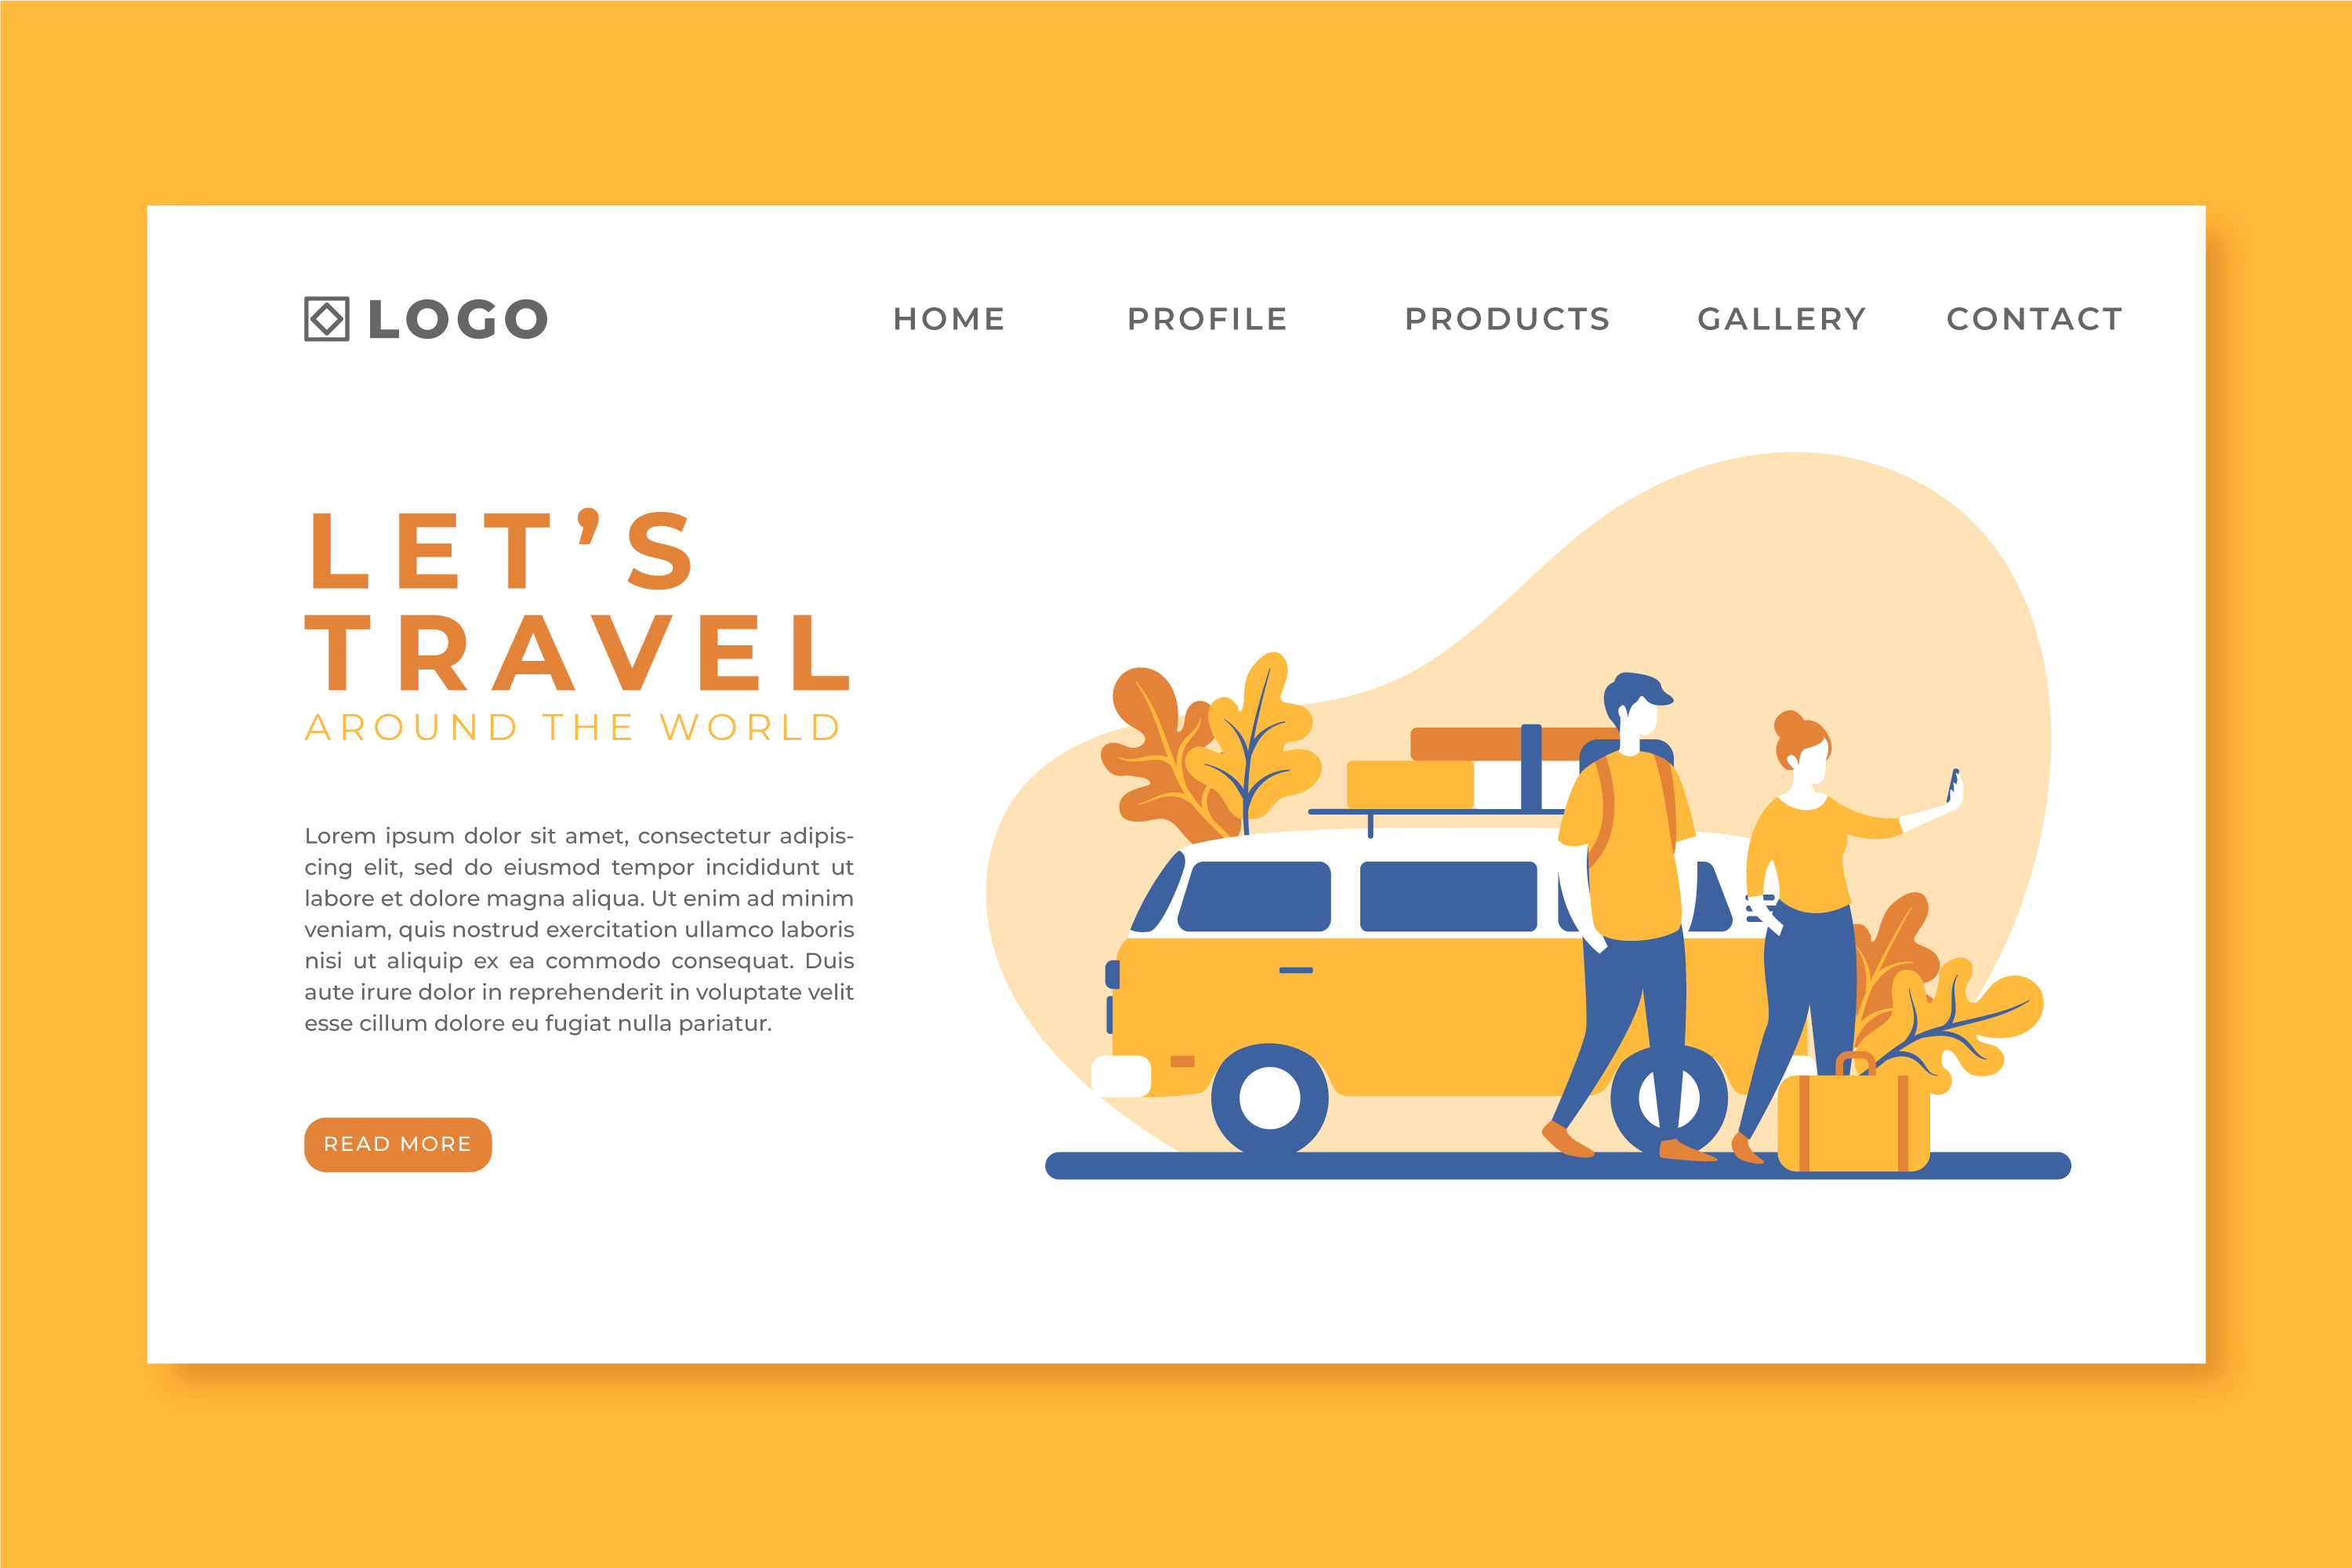 LOGO
HOME PROFILE PRODUCTS GALLERY CONTACT
LET'S
TRAVEL
AROUND THE WORLD
Lorem ipsum dolor sit amet, consectetur adipis-
cing elit, sed do eiusmod tempor incididunt ut
labore et dolore magna aliqua. Ut enim ad minim
veniam, quis nostrud exercitation ullamco laboris
nisi ut aliquip ex ea commodo consequat. Duis
aute irure dolor in reprehenderit in voluptate velit
esse cillum dolore eu fugiat nulla pariatur.
READ MORE